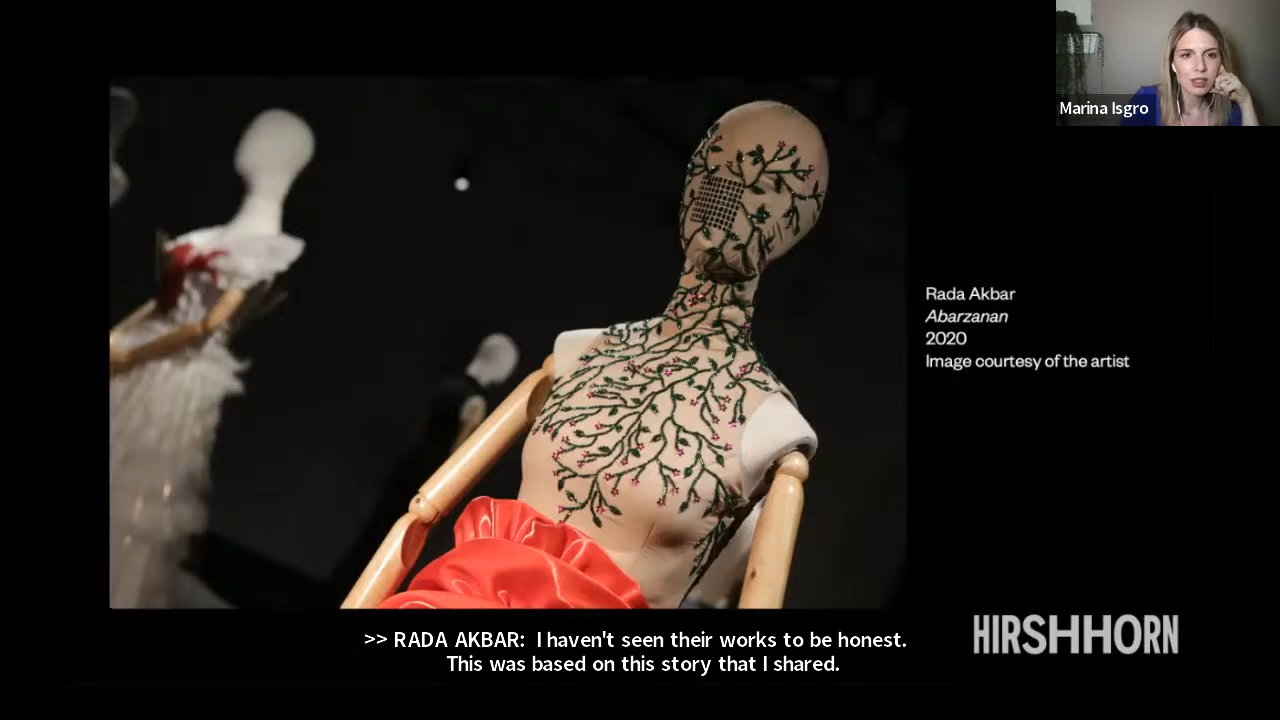 Marina Isgro
Rada Akbar
Abarzanan
2020
Image courtesy of the artist
HIRSHHORN
>> RADA AKBAR: I haven't seen their works to be honest.
This was based on this story that I shared.